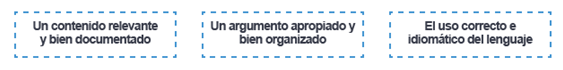 Un contenido relevante
y bien documentado
Un argumento apropiado y
bien organizado
El uso correcto e
idiomático del lenguaje